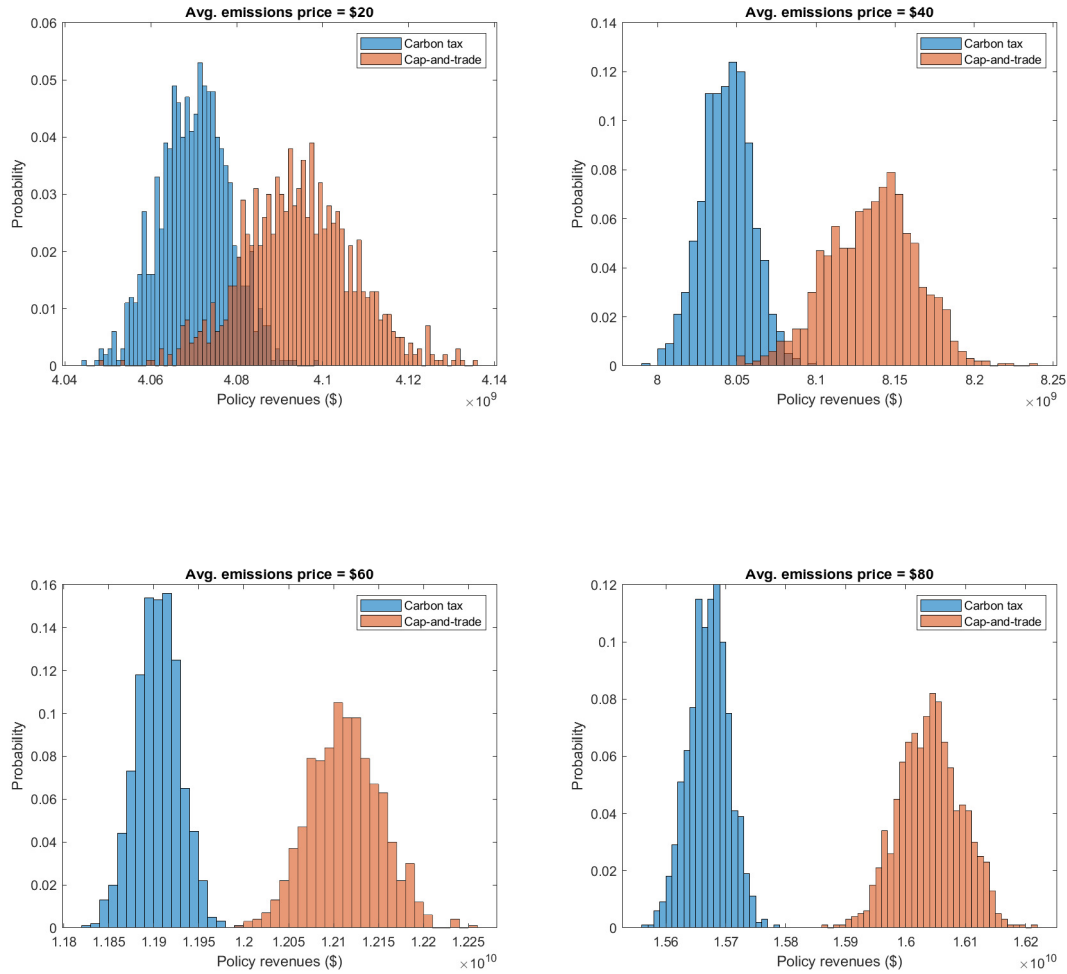 Avg. emissions price = $20
0.06
0.05
0.04
0.03
0.02
0.01
0
Probability
Carbon tax
Cap-and-trade
4.04 4.06 4.08 4.1 4.12 4.14
Policy revenues ($)
×10^9
Avg. emissions price = $40
0.14
0.12
0.1
0.08
0.06
0.04
0.02
0
Probability
Carbon tax
Cap-and-trade
8 8.05 8.1 8.15 8.2 8.25
Policy revenues ($)
×10^9
Avg. emissions price = $60
0.16
0.14
0.12
0.1
0.08
0.06
0.04
0.02
0
Probability
Carbon tax
Cap-and-trade
1.18 1.185 1.19 1.195 1.2 1.205 1.21 1.215 1.22 1.225
Policy revenues ($)
×10^10
Avg. emissions price = $80
0.12
0.1
0.08
0.06
0.04
0.02
0
Probability
Carbon tax
Cap-and-trade
1.56 1.57 1.58 1.59 1.6 1.61 1.62
Policy revenues ($)
×10^10